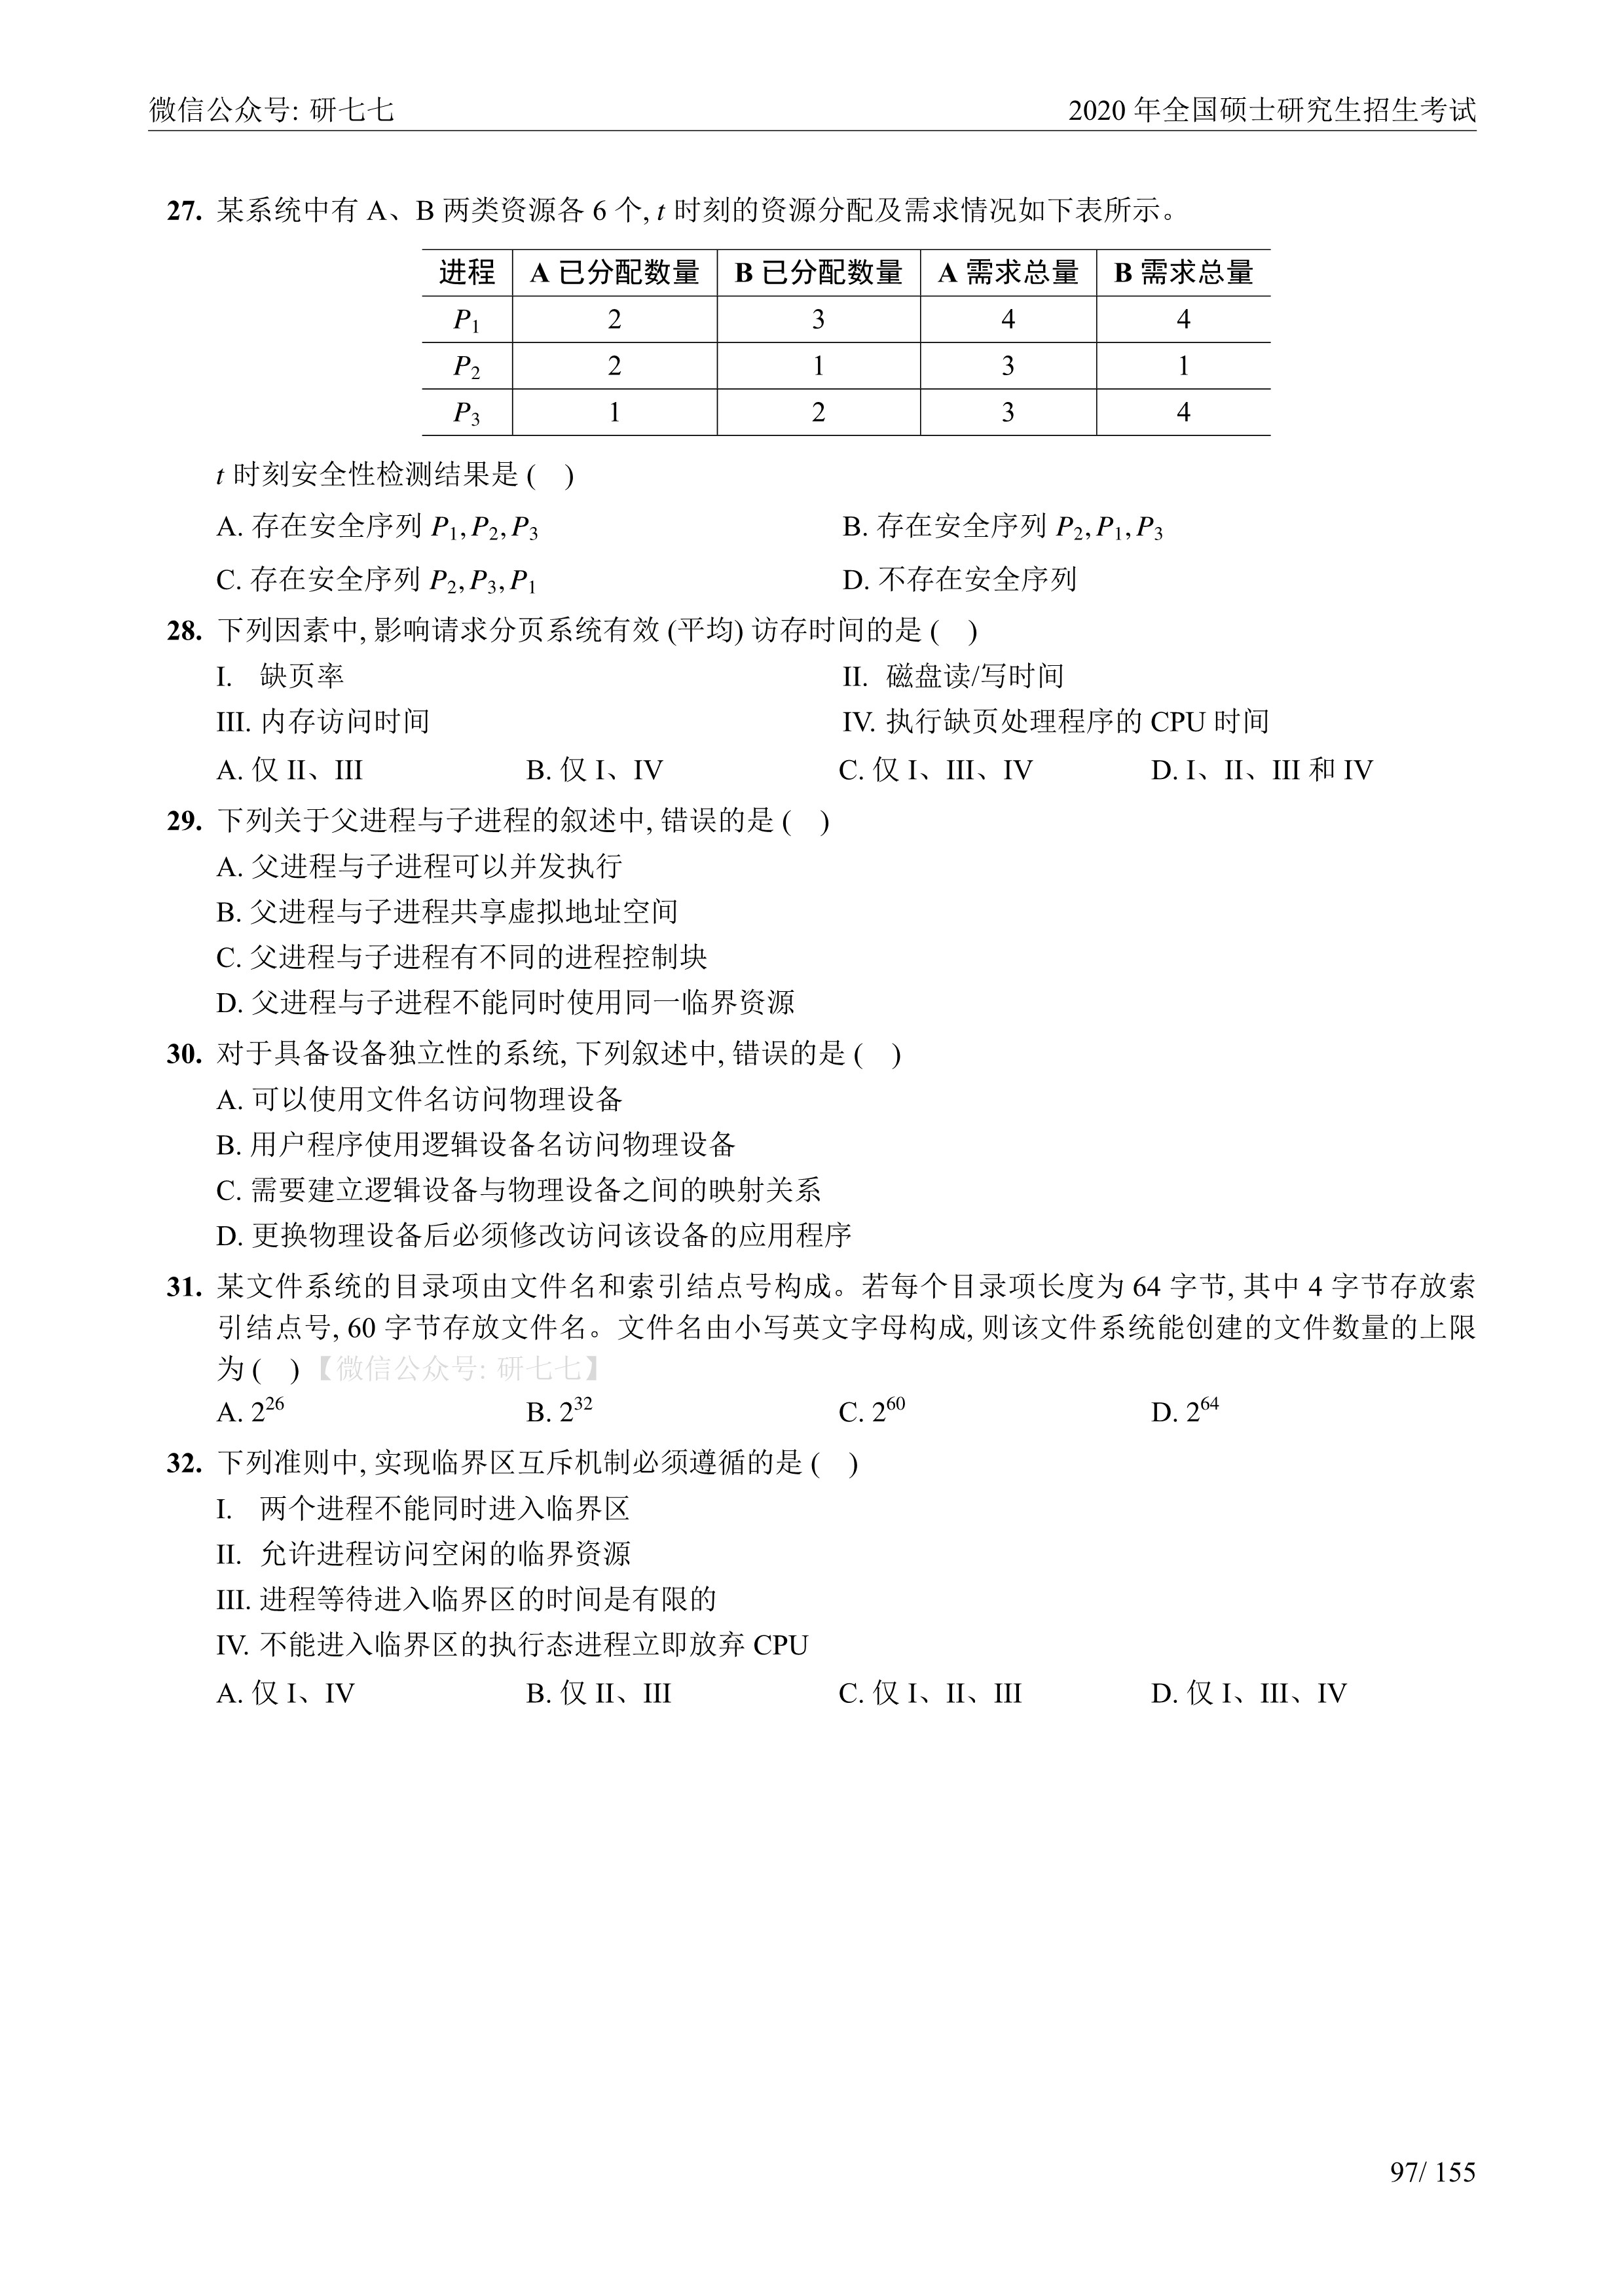 微信公众号: 研七七 2020 年全国硕士研究生招生考试
27. 某系统中有 A、B 两类资源各 6 个, t 时刻的资源分配及需求情况如下表所示。
进程 A 已分配数量 B 已分配数量 A 需求总量 B 需求总量
P1 2 3 4 4
P2 2 1 3 1
P3 1 2 3 4
t 时刻安全性检测结果是 ( )
A. 存在安全序列 P1, P2, P3 B. 存在安全序列 P2, P1, P3
C. 存在安全序列 P2, P3, P1 D. 不存在安全序列
28. 下列因素中, 影响请求分页系统有效 (平均) 访存时间的是 ( )
I. 缺页率 II. 磁盘读/写时间
III. 内存访问时间 IV. 执行缺页处理程序的 CPU 时间
A. 仅 II、III B. 仅 I、IV C. 仅 I、III、IV D. I、II、III 和 IV
29. 下列关于父进程与子进程的叙述中, 错误的是 ( )
A. 父进程与子进程可以并发执行
B. 父进程与子进程共享虚拟地址空间
C. 父进程与子进程有不同的进程控制块
D. 父进程与子进程不能同时使用同一临界资源
30. 对于具备设备独立性的系统, 下列叙述中, 错误的是 ( )
A. 可以使用文件名访问物理设备
B. 用户程序使用逻辑设备名访问物理设备
C. 需要建立逻辑设备与物理设备之间的映射关系
D. 更换物理设备后必须修改访问该设备的应用程序
31. 某文件系统的目录项由文件名和索引结点号构成。若每个目录项长度为 64 字节, 其中 4 字节存放索
引结点号, 60 字节存放文件名。文件名由小写英文字母构成, 则该文件系统能创建的文件数量的上限
为 ( ) 【微信公众号: 研七七】
A. 2^26 B. 2^32 C. 2^60 D. 2^64
32. 下列准则中, 实现临界区互斥机制必须遵循的是 ( )
I. 两个进程不能同时进入临界区
II. 允许进程访问空闲的临界资源
III. 进程等待进入临界区的时间是有限的
IV. 不能进入临界区的执行态进程立即放弃 CPU
A. 仅 I、IV B. 仅 II、III C. 仅 I、II、III D. 仅 I、III、IV
97/ 155